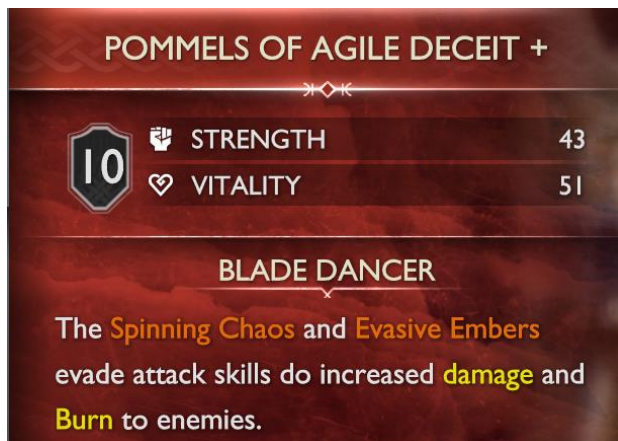 POMMELS OF AGILE DECEIT +
10
STRENGTH 43
VITALITY 51
BLADE DANCER
The Spinning Chaos and Evasive Embers
evade attack skills do increased damage and
Burn to enemies.